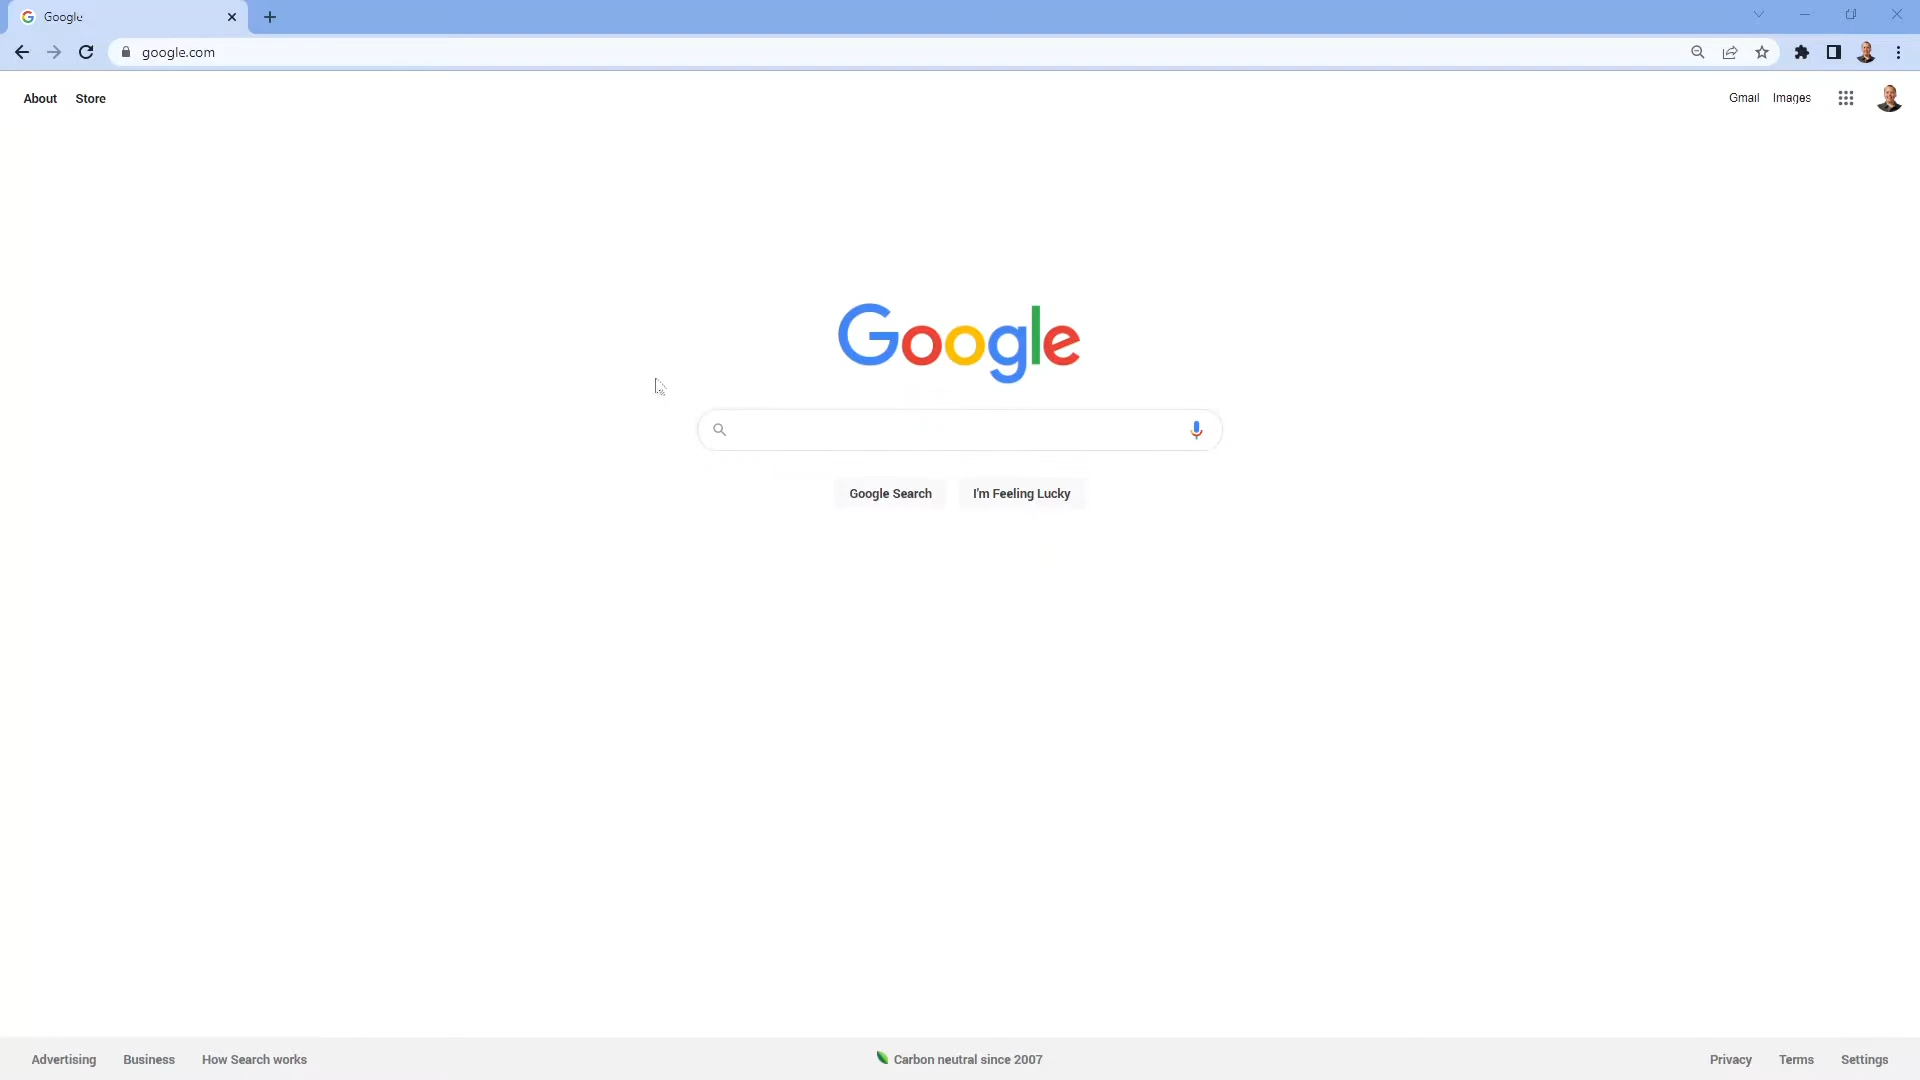 Google
google.com
About Store
Gmail Images
Google
Google Search I'm Feeling Lucky
Advertising Business How Search works
Carbon neutral since 2007
Privacy Terms Settings